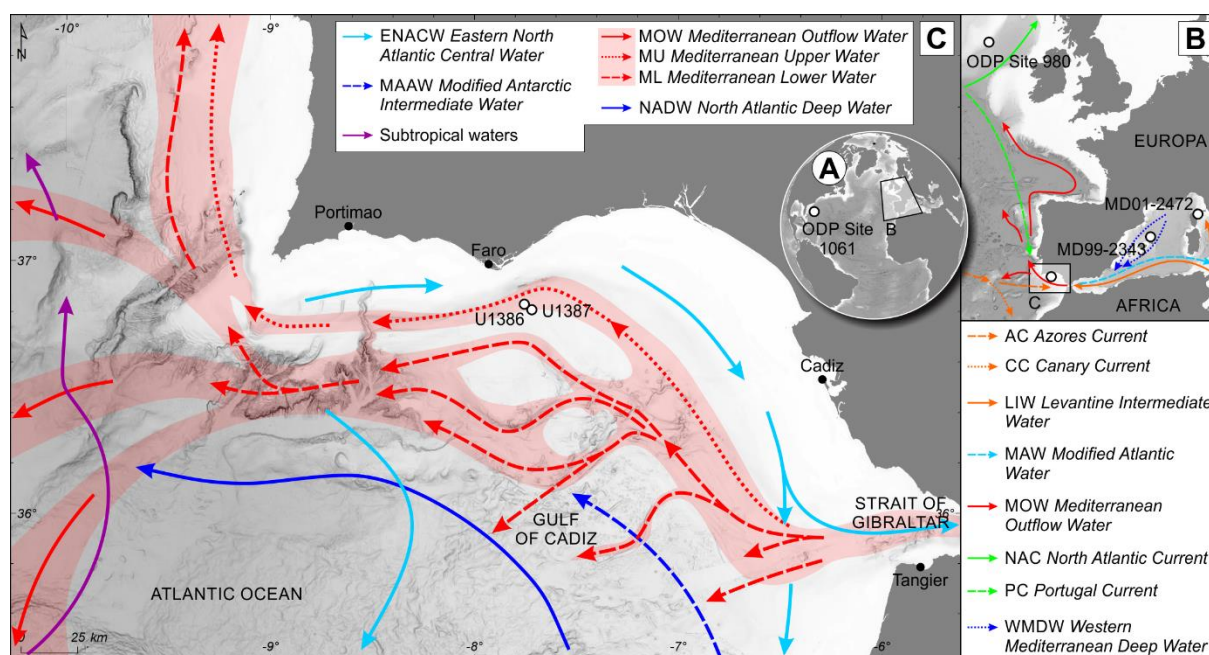 -10°
-9°
N
ENACW Eastern North
Atlantic Central Water
MAAW Modified Antarctic
Intermediate Water
Subtropical waters
MOW Mediterranean Outflow Water
MU Mediterranean Upper Water
ML Mediterranean Lower Water
NADW North Atlantic Deep Water
C
A
ODP Site
1061
B
Portimao
Faro
37°
U1386
U1387
Cadiz
36°
GULF
OF CADIZ
STRAIT OF
GIBRALTAR
36°
Tangier
ATLANTIC OCEAN
0
25 km
-9°
-8°
-7°
-6°
B
ODP Site 980
EUROPA
MD01-2472
MD99-2343
C
AFRICA
AC Azores Current
CC Canary Current
LIW Levantine Intermediate
Water
MAW Modified Atlantic
Water
MOW Mediterranean
Outflow Water
NAC North Atlantic Current
PC Portugal Current
WMDW Western
Mediterranean Deep Water